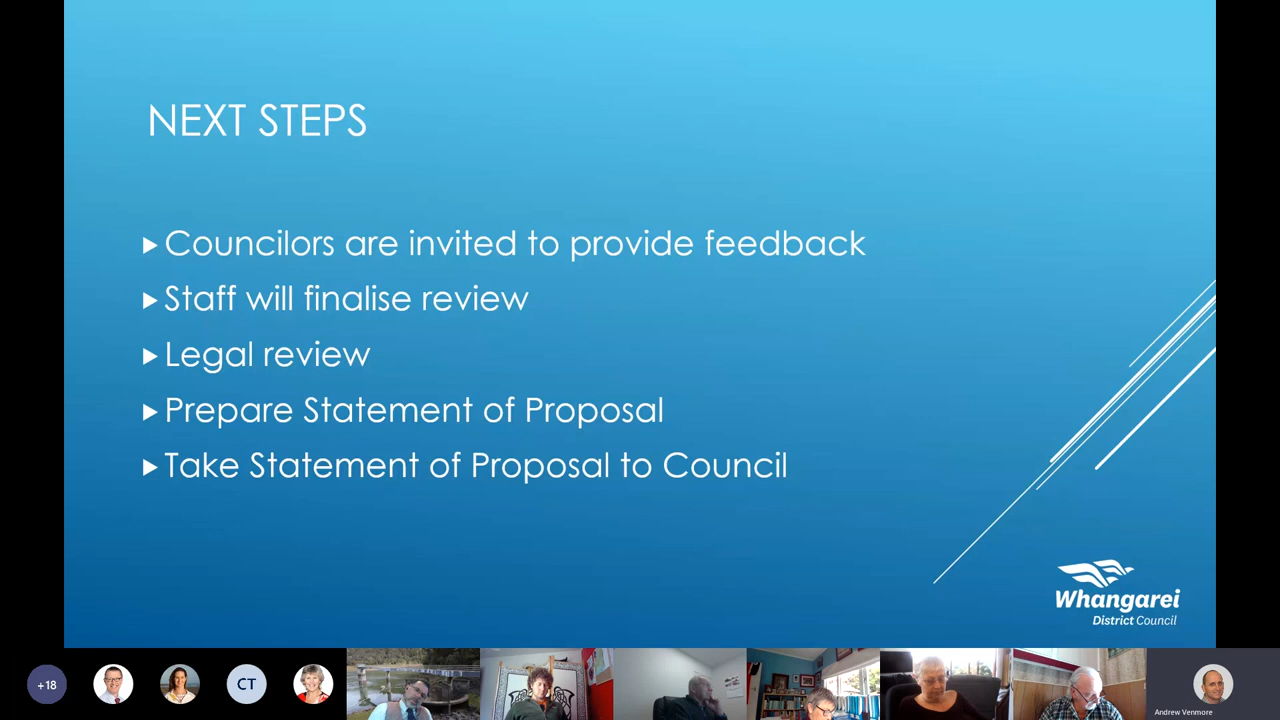 NEXT STEPS
Councilors are invited to provide feedback
Staff will finalise review
Legal review
Prepare Statement of Proposal
Take Statement of Proposal to Council
Whangarei
District Council
+18
CT
Andrew Venmore